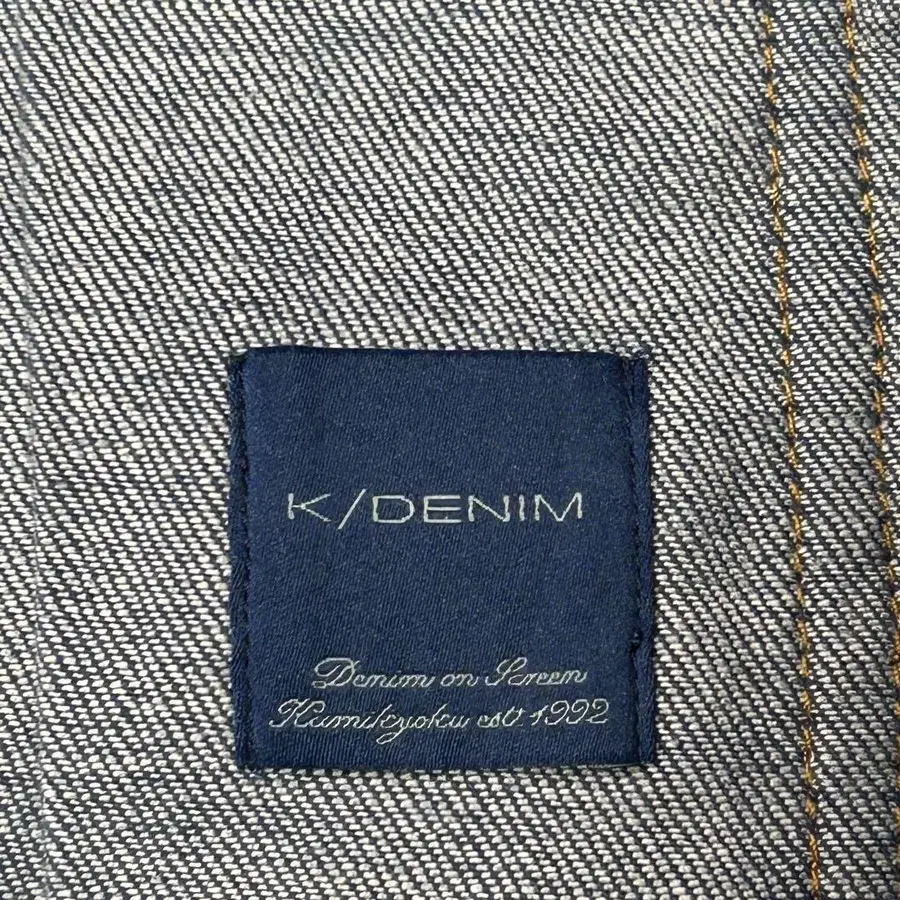 K/DENIM
Denim on Screen
Kumikyoku est 1992